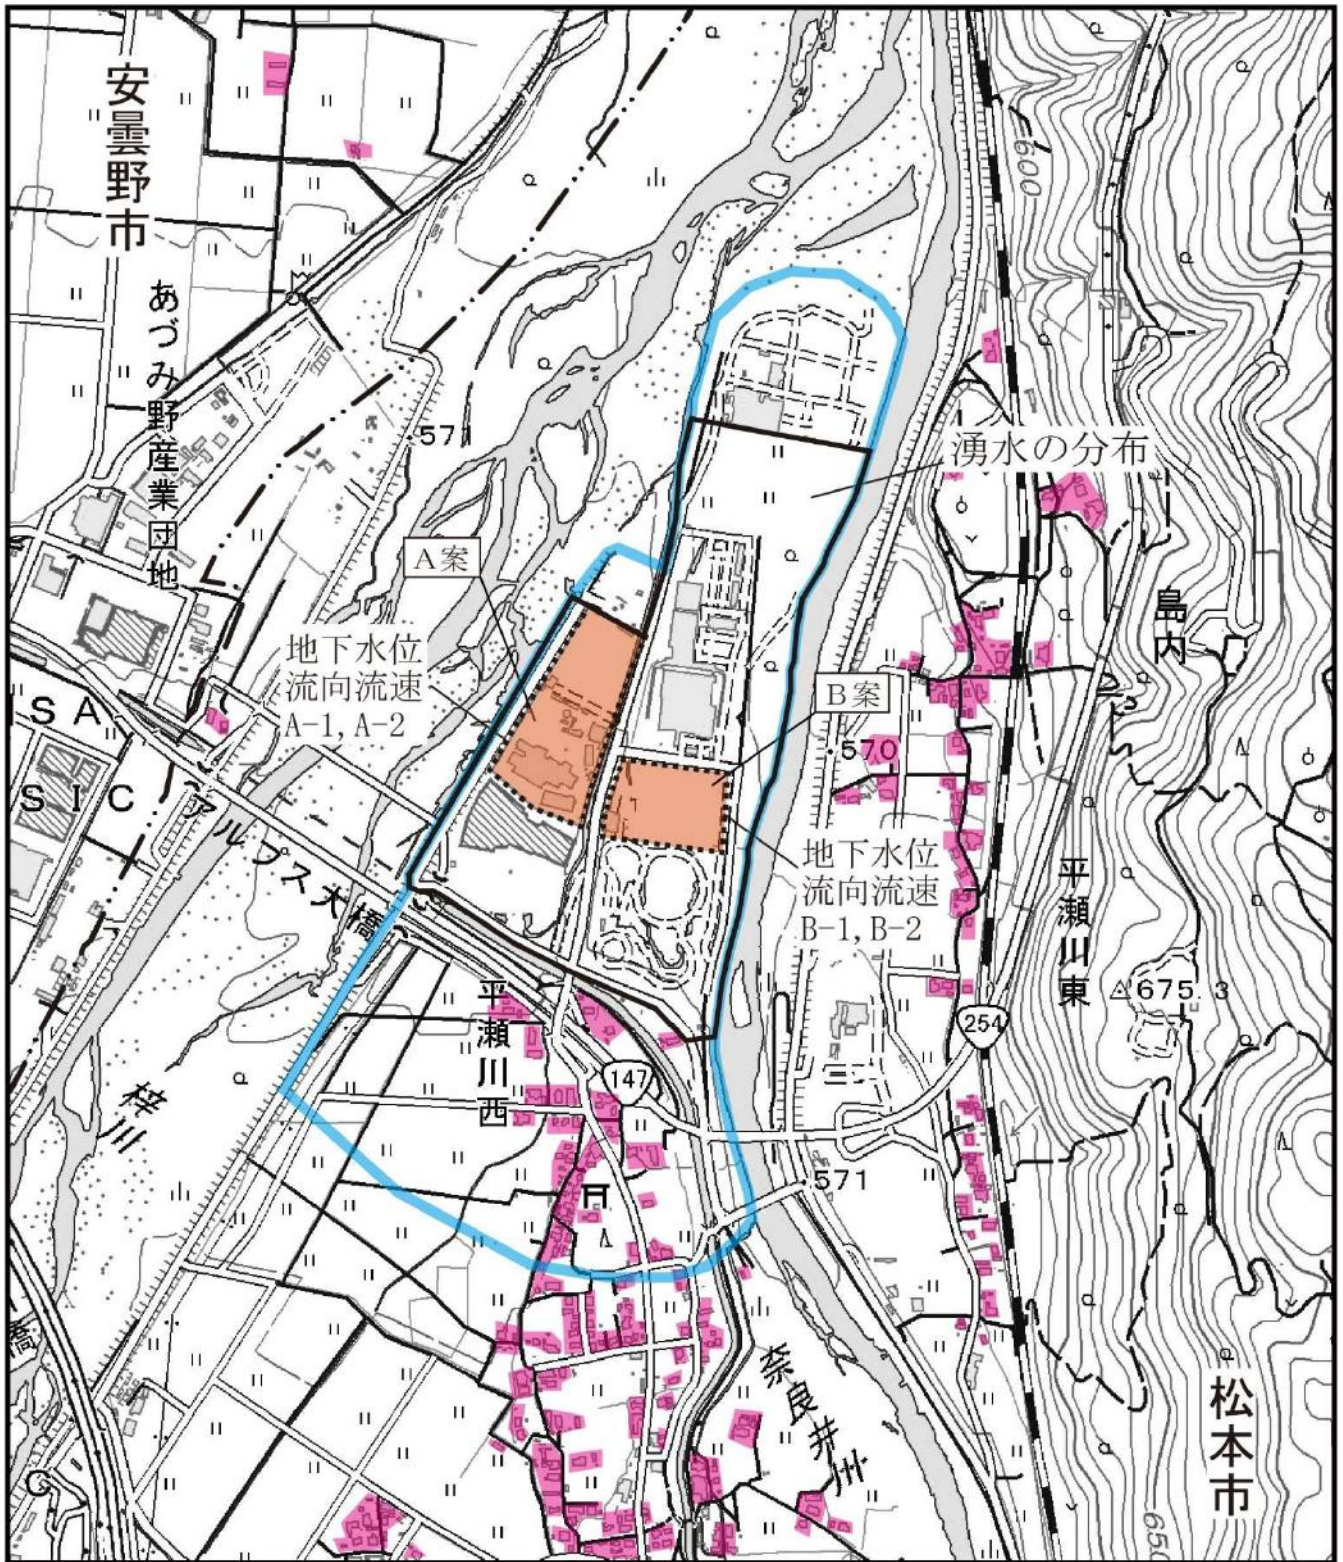 安曇野市
あづみ野産業団地
600
571
湧水の分布
A案
地下水位
流向流速
A-1, A-2
島内
B案
570
SA
SIC
アルプス大橋
地下水位
流向流速
B-1, B-2
平瀬川東
675.3
254
平瀬川西
147
梓川
571
奈良井川
橋
松本市
650